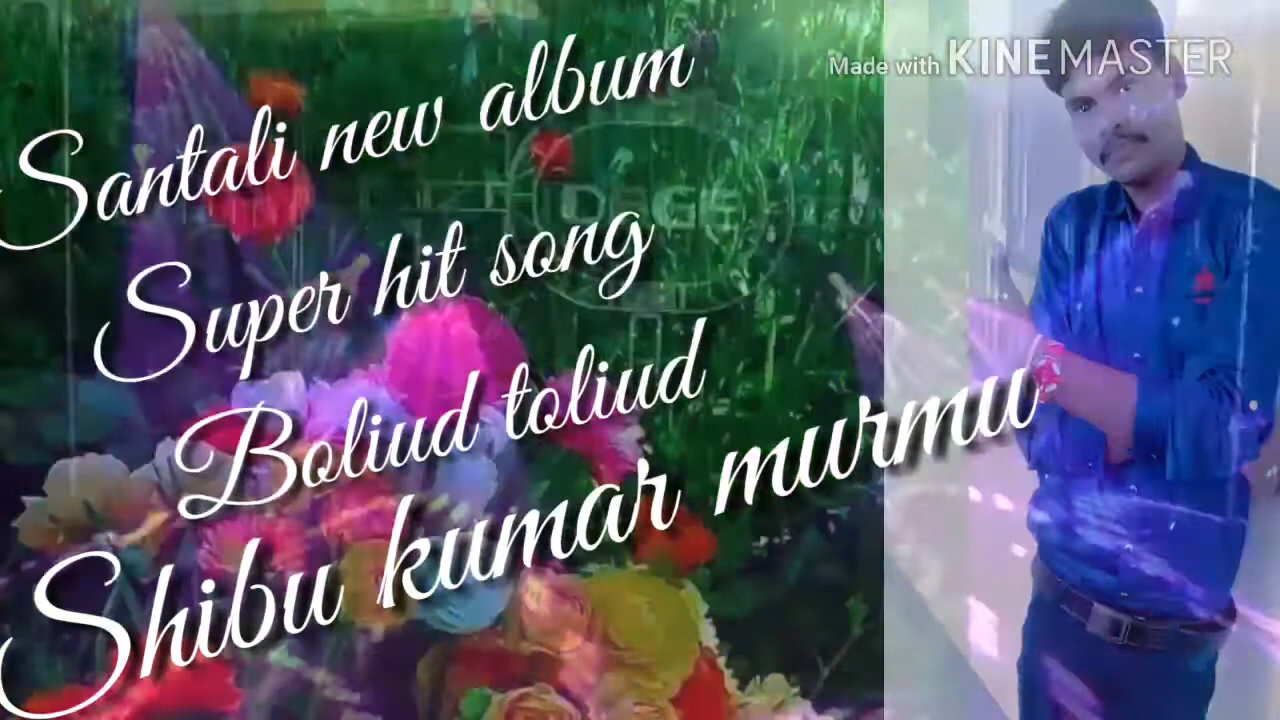 Made with KINEMASTER
Santali new album
Super hit song
Boliud toliud
Shibu kumar murmu